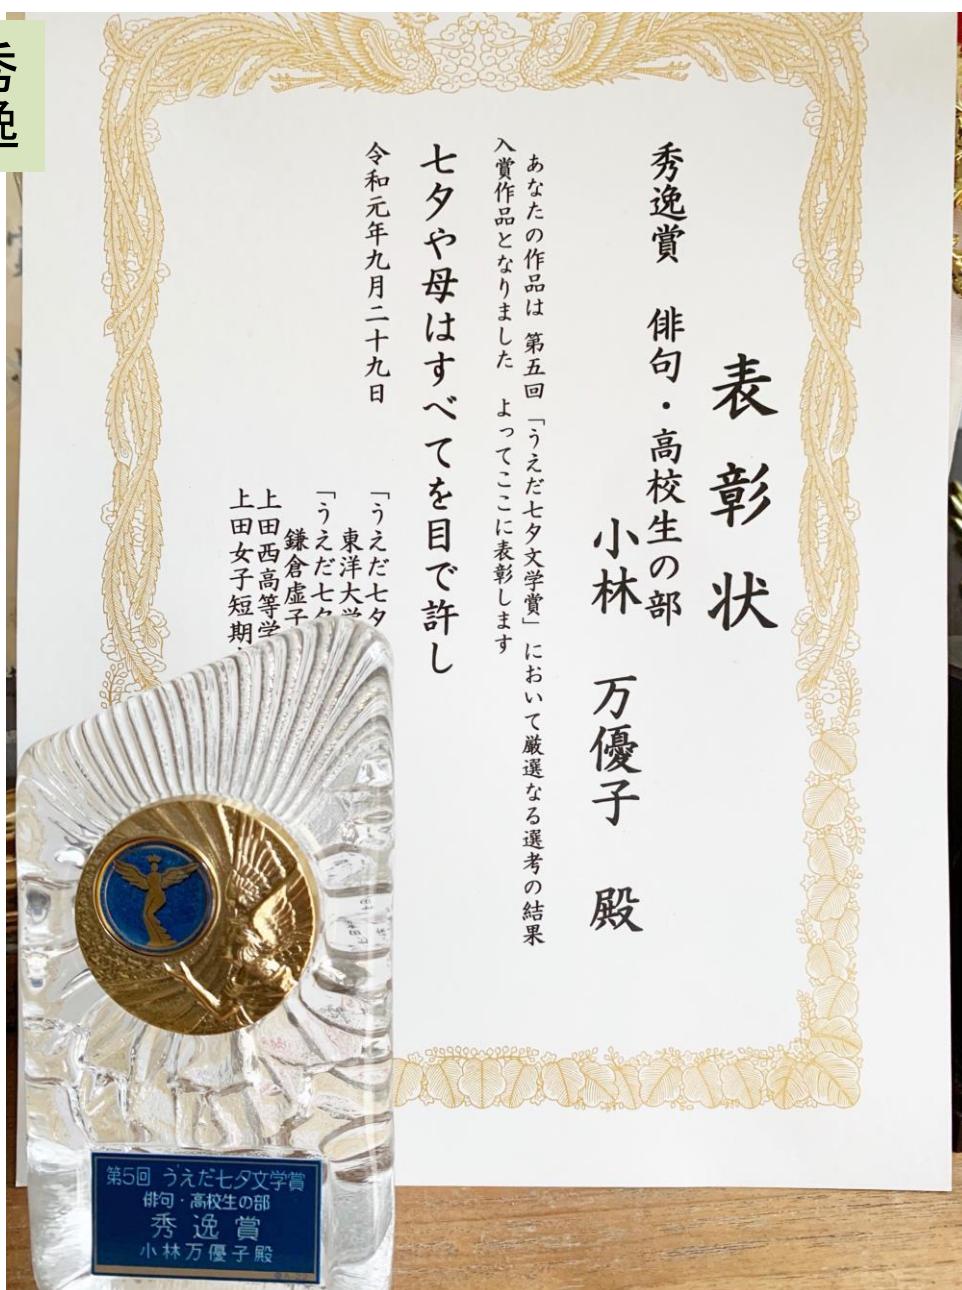 秀逸
表彰状
秀逸賞 俳句・高校生の部
小林 万優子 殿
あなたの作品は 第五回「うえだ七夕文学賞」において厳選なる選考の結果
入賞作品となりました よってここに表彰します
七夕や母はすべてを目で許し
令和元年九月二十九日
「うえだ七夕
東洋大学
「うえだ七夕
鎌倉虚子
上田西高等学
上田女子短期
第5回 うえだ七夕文学賞
俳句・高校生の部
秀逸賞
小林万優子殿